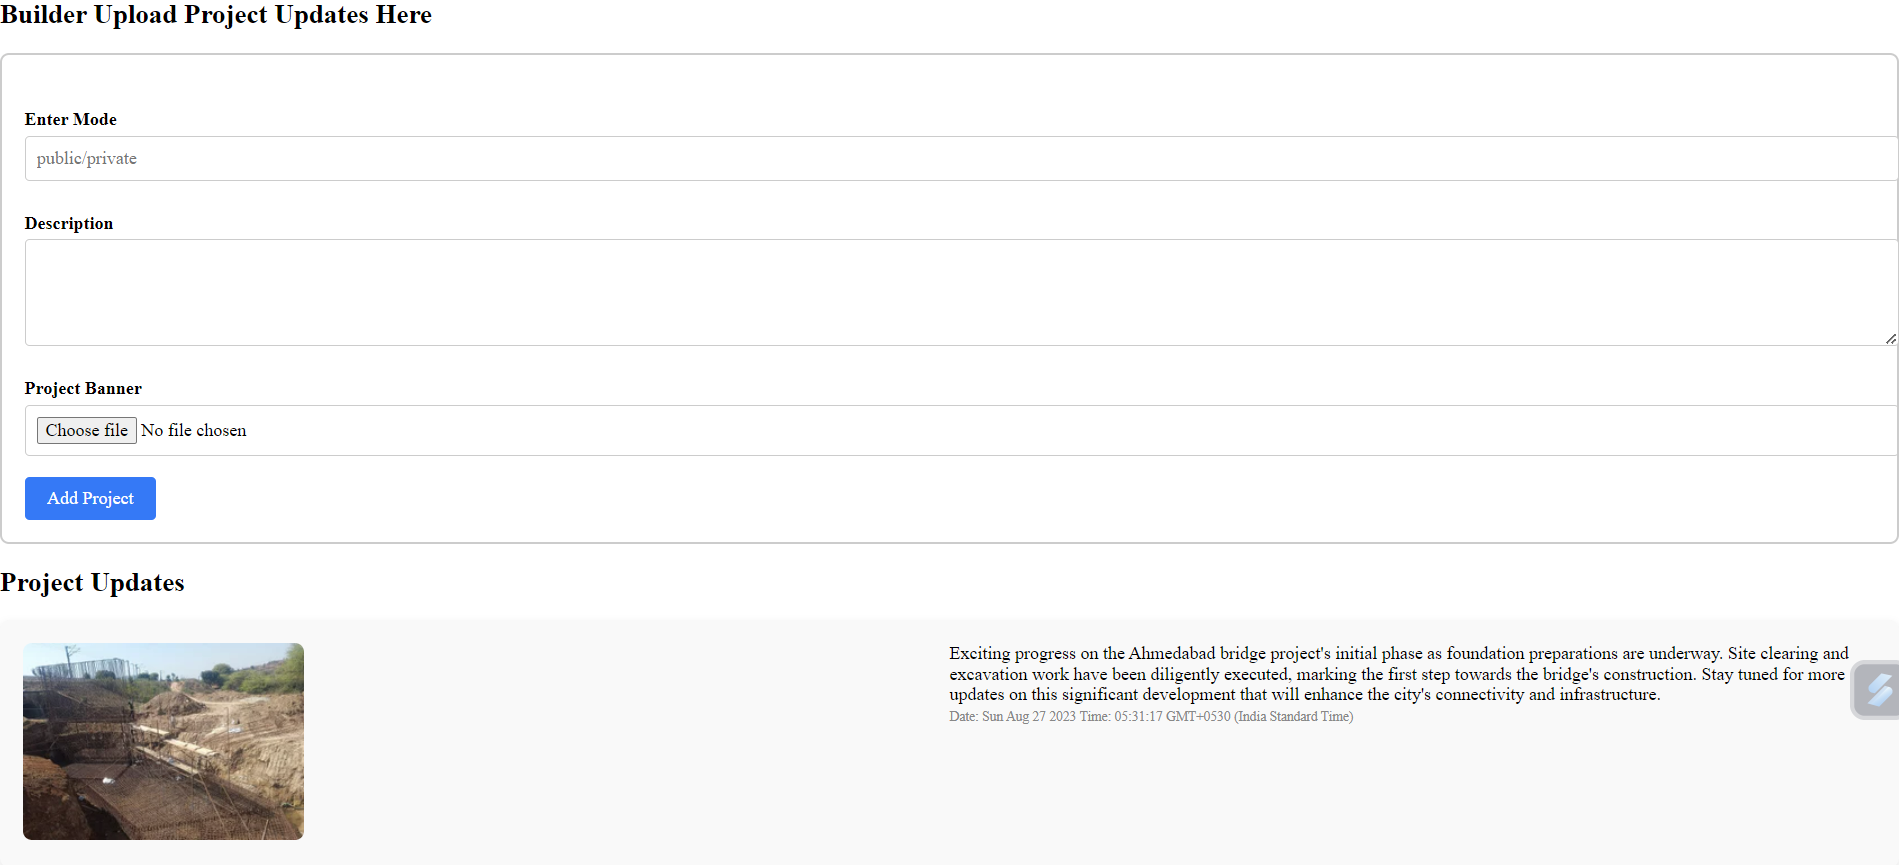 Builder Upload Project Updates Here
Enter Mode
public/private
Description
Project Banner
Choose file No file chosen
Add Project
Project Updates
Exciting progress on the Ahmedabad bridge project's initial phase as foundation preparations are underway. Site clearing and
excavation work have been diligently executed, marking the first step towards the bridge's construction. Stay tuned for more
updates on this significant development that will enhance the city's connectivity and infrastructure.
Date: Sun Aug 27 2023 Time: 05:31:17 GMT+0530 (India Standard Time)